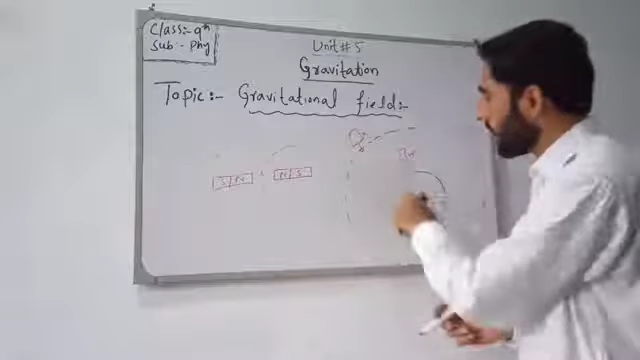 Class:- 9th
Sub:- Phy
Unit # 5
Gravitation
Topic:- Gravitational field:-
S/N N/S